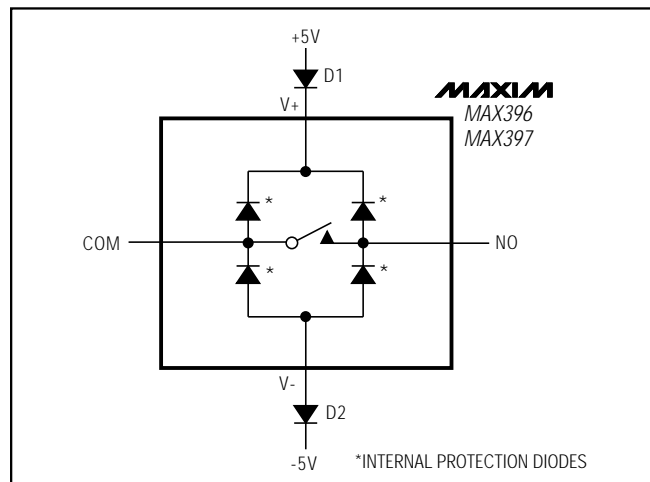 +5V
D1
V+
MAXIM
MAX396
MAX397
*
*
COM
NO
*
*
V-
D2
-5V
*INTERNAL PROTECTION DIODES